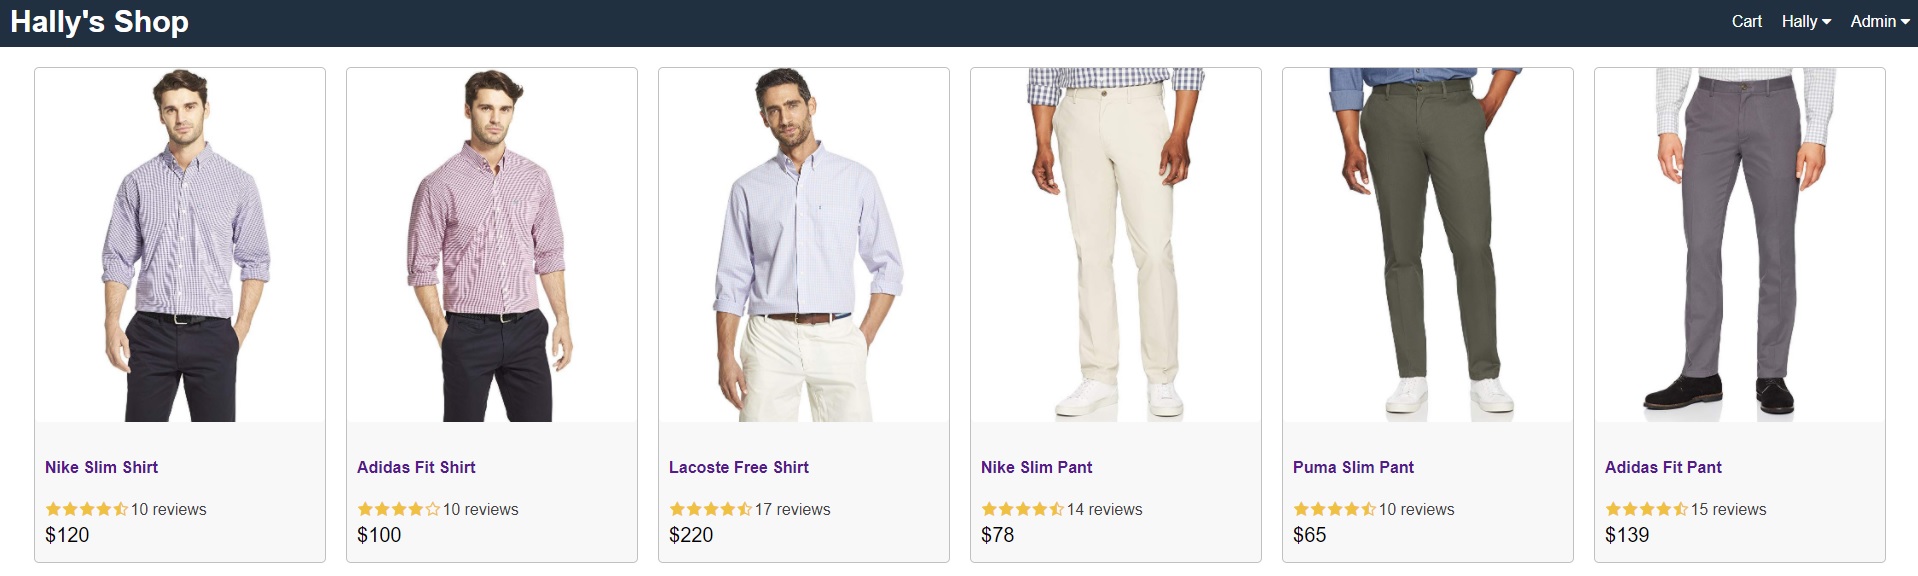 Hally's Shop
Cart Hally Admin
Nike Slim Shirt
10 reviews
$120
Adidas Fit Shirt
10 reviews
$100
Lacoste Free Shirt
17 reviews
$220
Nike Slim Pant
14 reviews
$78
Puma Slim Pant
10 reviews
$65
Adidas Fit Pant
15 reviews
$139